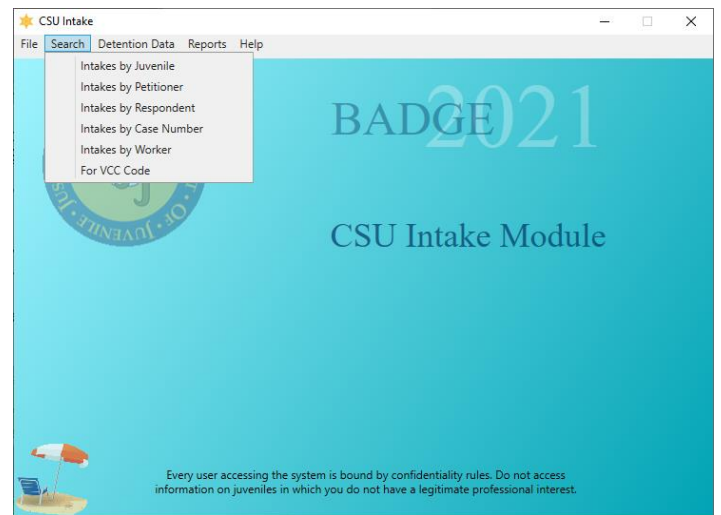 CSU Intake
File Search Detention Data Reports Help
Intakes by Juvenile
Intakes by Petitioner
Intakes by Respondent
Intakes by Case Number
Intakes by Worker
For VCC Code
BADGE 2021
OF JUVENILE JUSTICE
CSU Intake Module
Every user accessing the system is bound by confidentiality rules. Do not access
information on juveniles in which you do not have a legitimate professional interest.